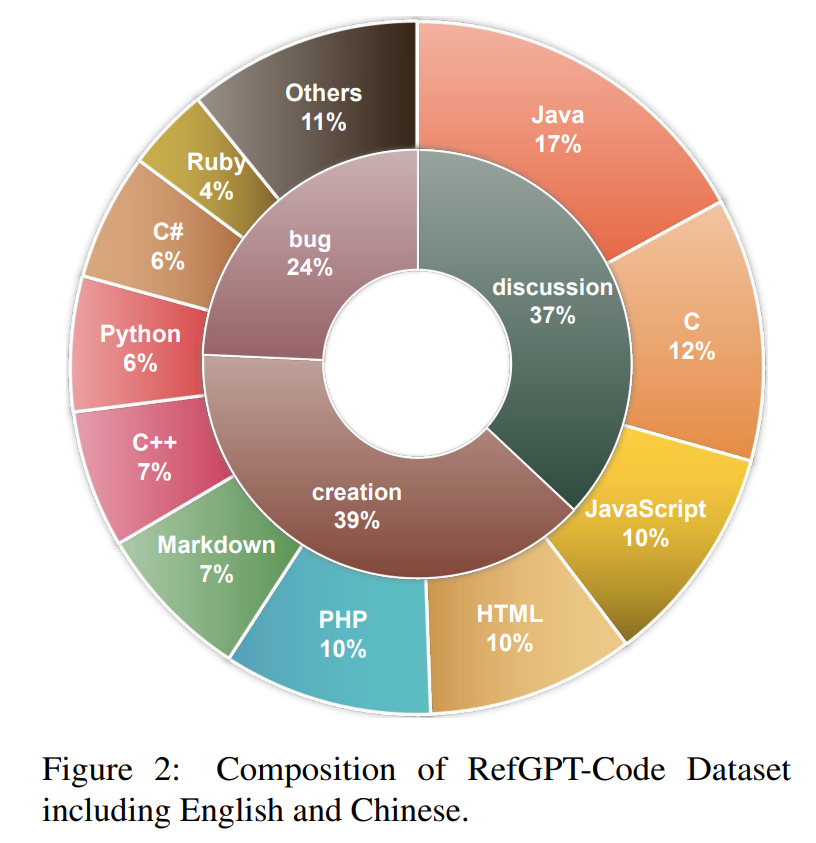 Others
11%
Java
17%
Ruby
4%
C#
6%
bug
24%
discussion
37%
C
12%
Python
6%
C++
7%
creation
39%
JavaScript
10%
Markdown
7%
PHP
10%
HTML
10%
Figure 2: Composition of RefGPT-Code Dataset
including English and Chinese.